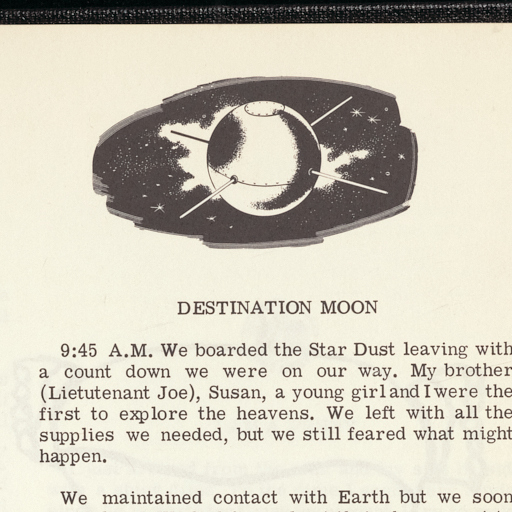 DESTINATION MOON
9:45 A.M. We boarded the Star Dust leaving with
a count down we were on our way. My brother
(Lietutenant Joe), Susan, a young girl and I were the
first to explore the heavens. We left with all the
supplies we needed, but we still feared what might
happen.
We maintained contact with Earth but we soon